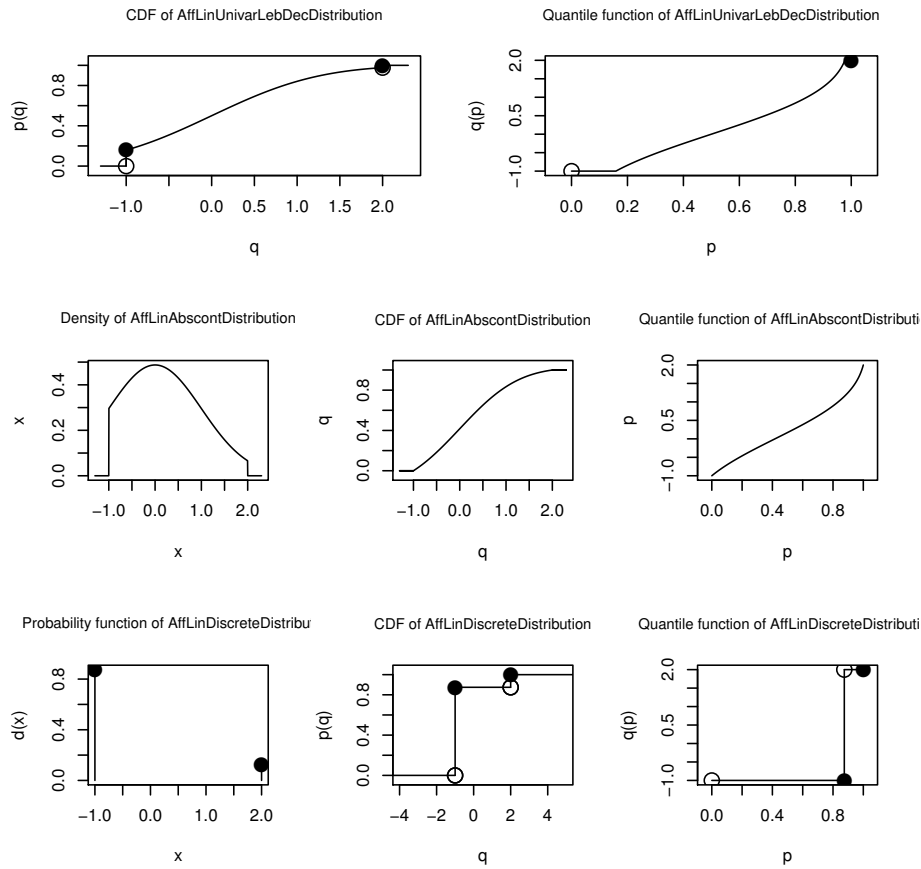 CDF of AffLinUnivarLebDecDistribution
p(q)
0.0 0.4 0.8
−1.0 0.0 0.5 1.0 2.0
q
Quantile function of AffLinUnivarLebDecDistribution
q(p)
−1.0 0.5 2.0
0.0 0.2 0.4 0.6 0.8 1.0
p
Density of AffLinAbscontDistribution
x
0.0 0.2 0.4
−1.0 0.0 1.0 2.0
x
CDF of AffLinAbscontDistribution
q
0.0 0.4 0.8
−1.0 0.0 1.0 2.0
q
Quantile function of AffLinAbscontDistributi
p
−1.0 0.5 2.0
0.0 0.4 0.8
p
Probability function of AffLinDiscreteDistribut
d(x)
0.0 0.4 0.8
−1.0 0.0 1.0 2.0
x
CDF of AffLinDiscreteDistribution
p(q)
0.0 0.4 0.8
−4 −2 0 2 4
q
Quantile function of AffLinDiscreteDistributi
q(p)
−1.0 0.5 2.0
0.0 0.4 0.8
p